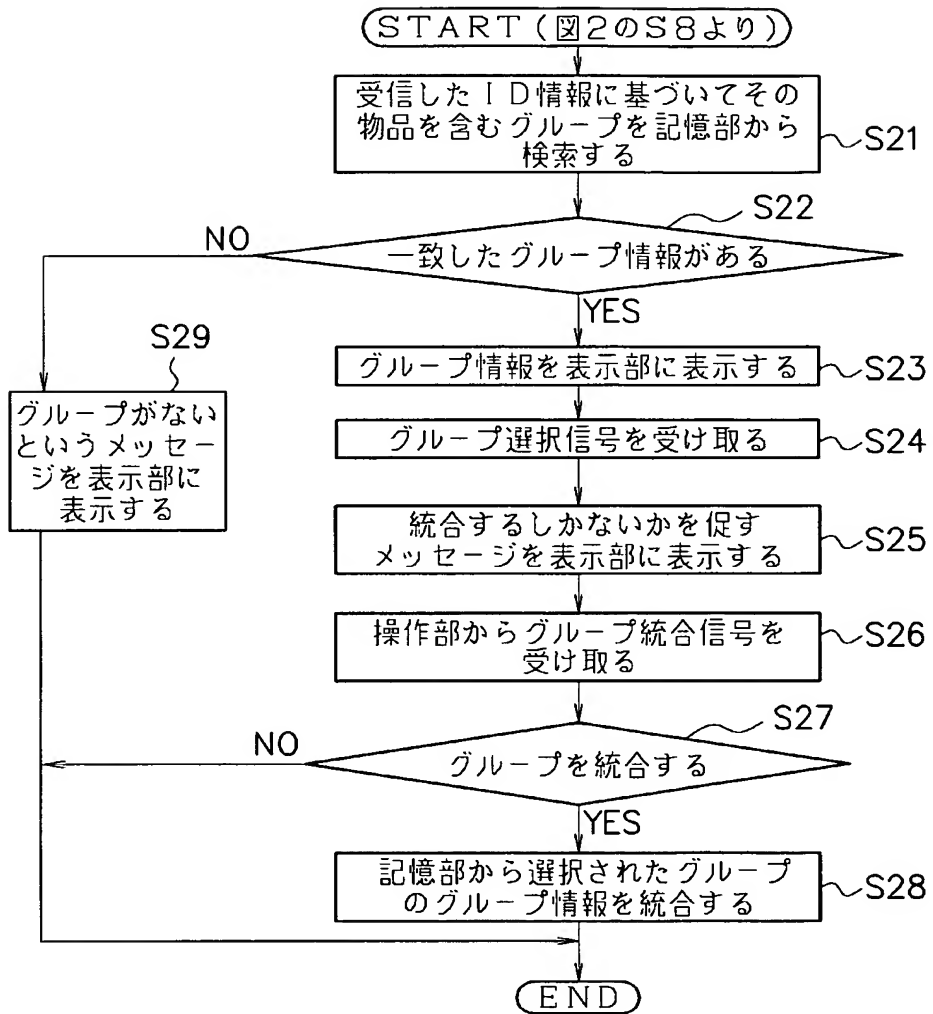 START(図2のS8より)
受信したID情報に基づいてその
物品を含むグループを記憶部から
検索する
S21
S22
一致したグループ情報がある
NO
YES
S29
グループがない
というメッセー
ジを表示部に
表示する
グループ情報を表示部に表示する
S23
グループ選択信号を受け取る
S24
統合するしかないかを促す
メッセージを表示部に表示する
S25
操作部からグループ統合信号を
受け取る
S26
S27
グループを統合する
NO
YES
記憶部から選択されたグループ
のグループ情報を統合する
S28
END